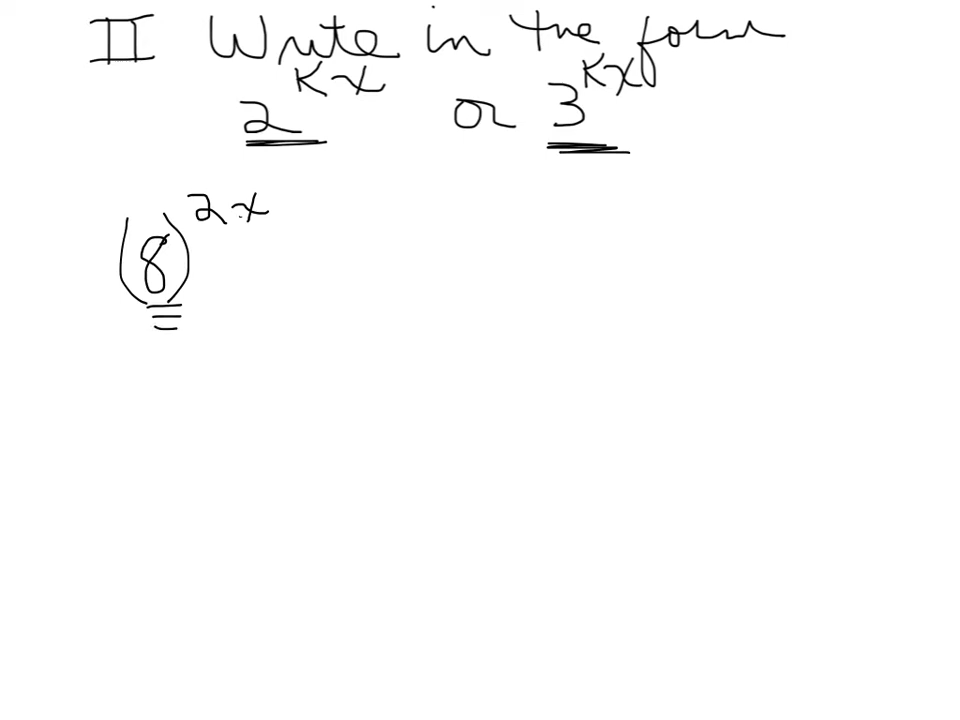 II Write in the form
2^{Kx} or 3^{Kx}
(8)^{2x}